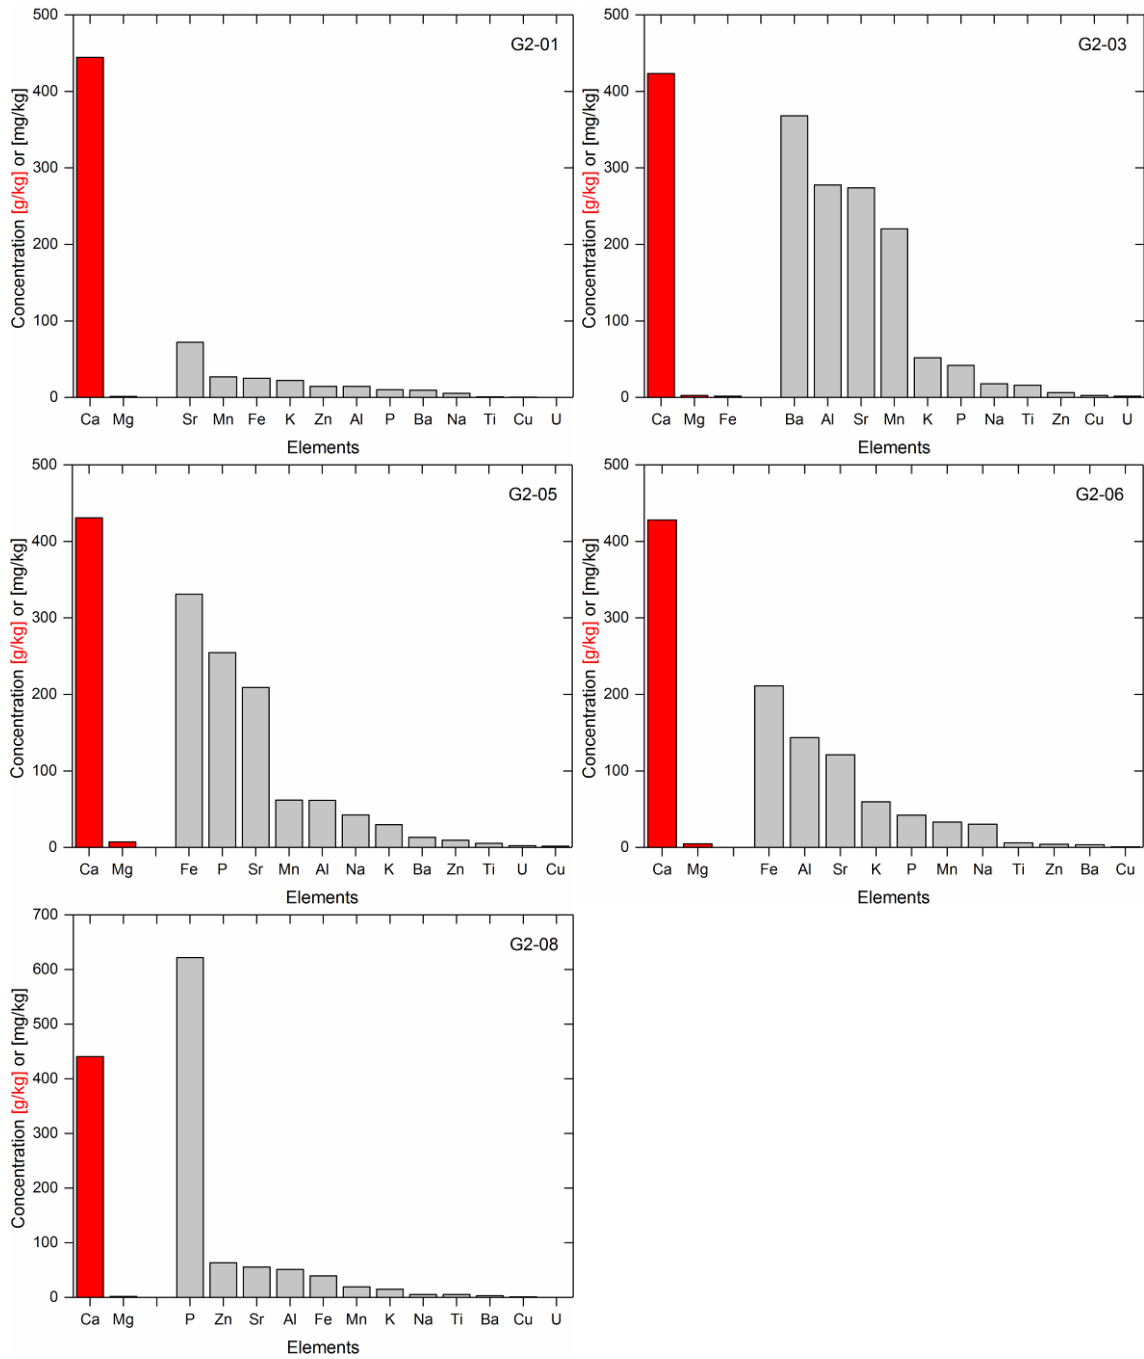 G2-01
Concentration [g/kg] or [mg/kg]
500
400
300
200
100
0
Ca Mg Sr Mn Fe K Zn Al P Ba Na Ti Cu U
Elements
G2-03
Concentration [g/kg] or [mg/kg]
500
400
300
200
100
0
Ca Mg Fe Ba Al Sr Mn K P Na Ti Zn Cu U
Elements
G2-05
Concentration [g/kg] or [mg/kg]
500
400
300
200
100
0
Ca Mg Fe P Sr Mn Al Na K Ba Zn Ti U Cu
Elements
G2-06
Concentration [g/kg] or [mg/kg]
500
400
300
200
100
0
Ca Mg Fe Al Sr K P Mn Na Ti Zn Ba Cu
Elements
G2-08
Concentration [g/kg] or [mg/kg]
700
600
500
400
300
200
100
0
Ca Mg P Zn Sr Al Fe Mn K Na Ti Ba Cu U
Elements